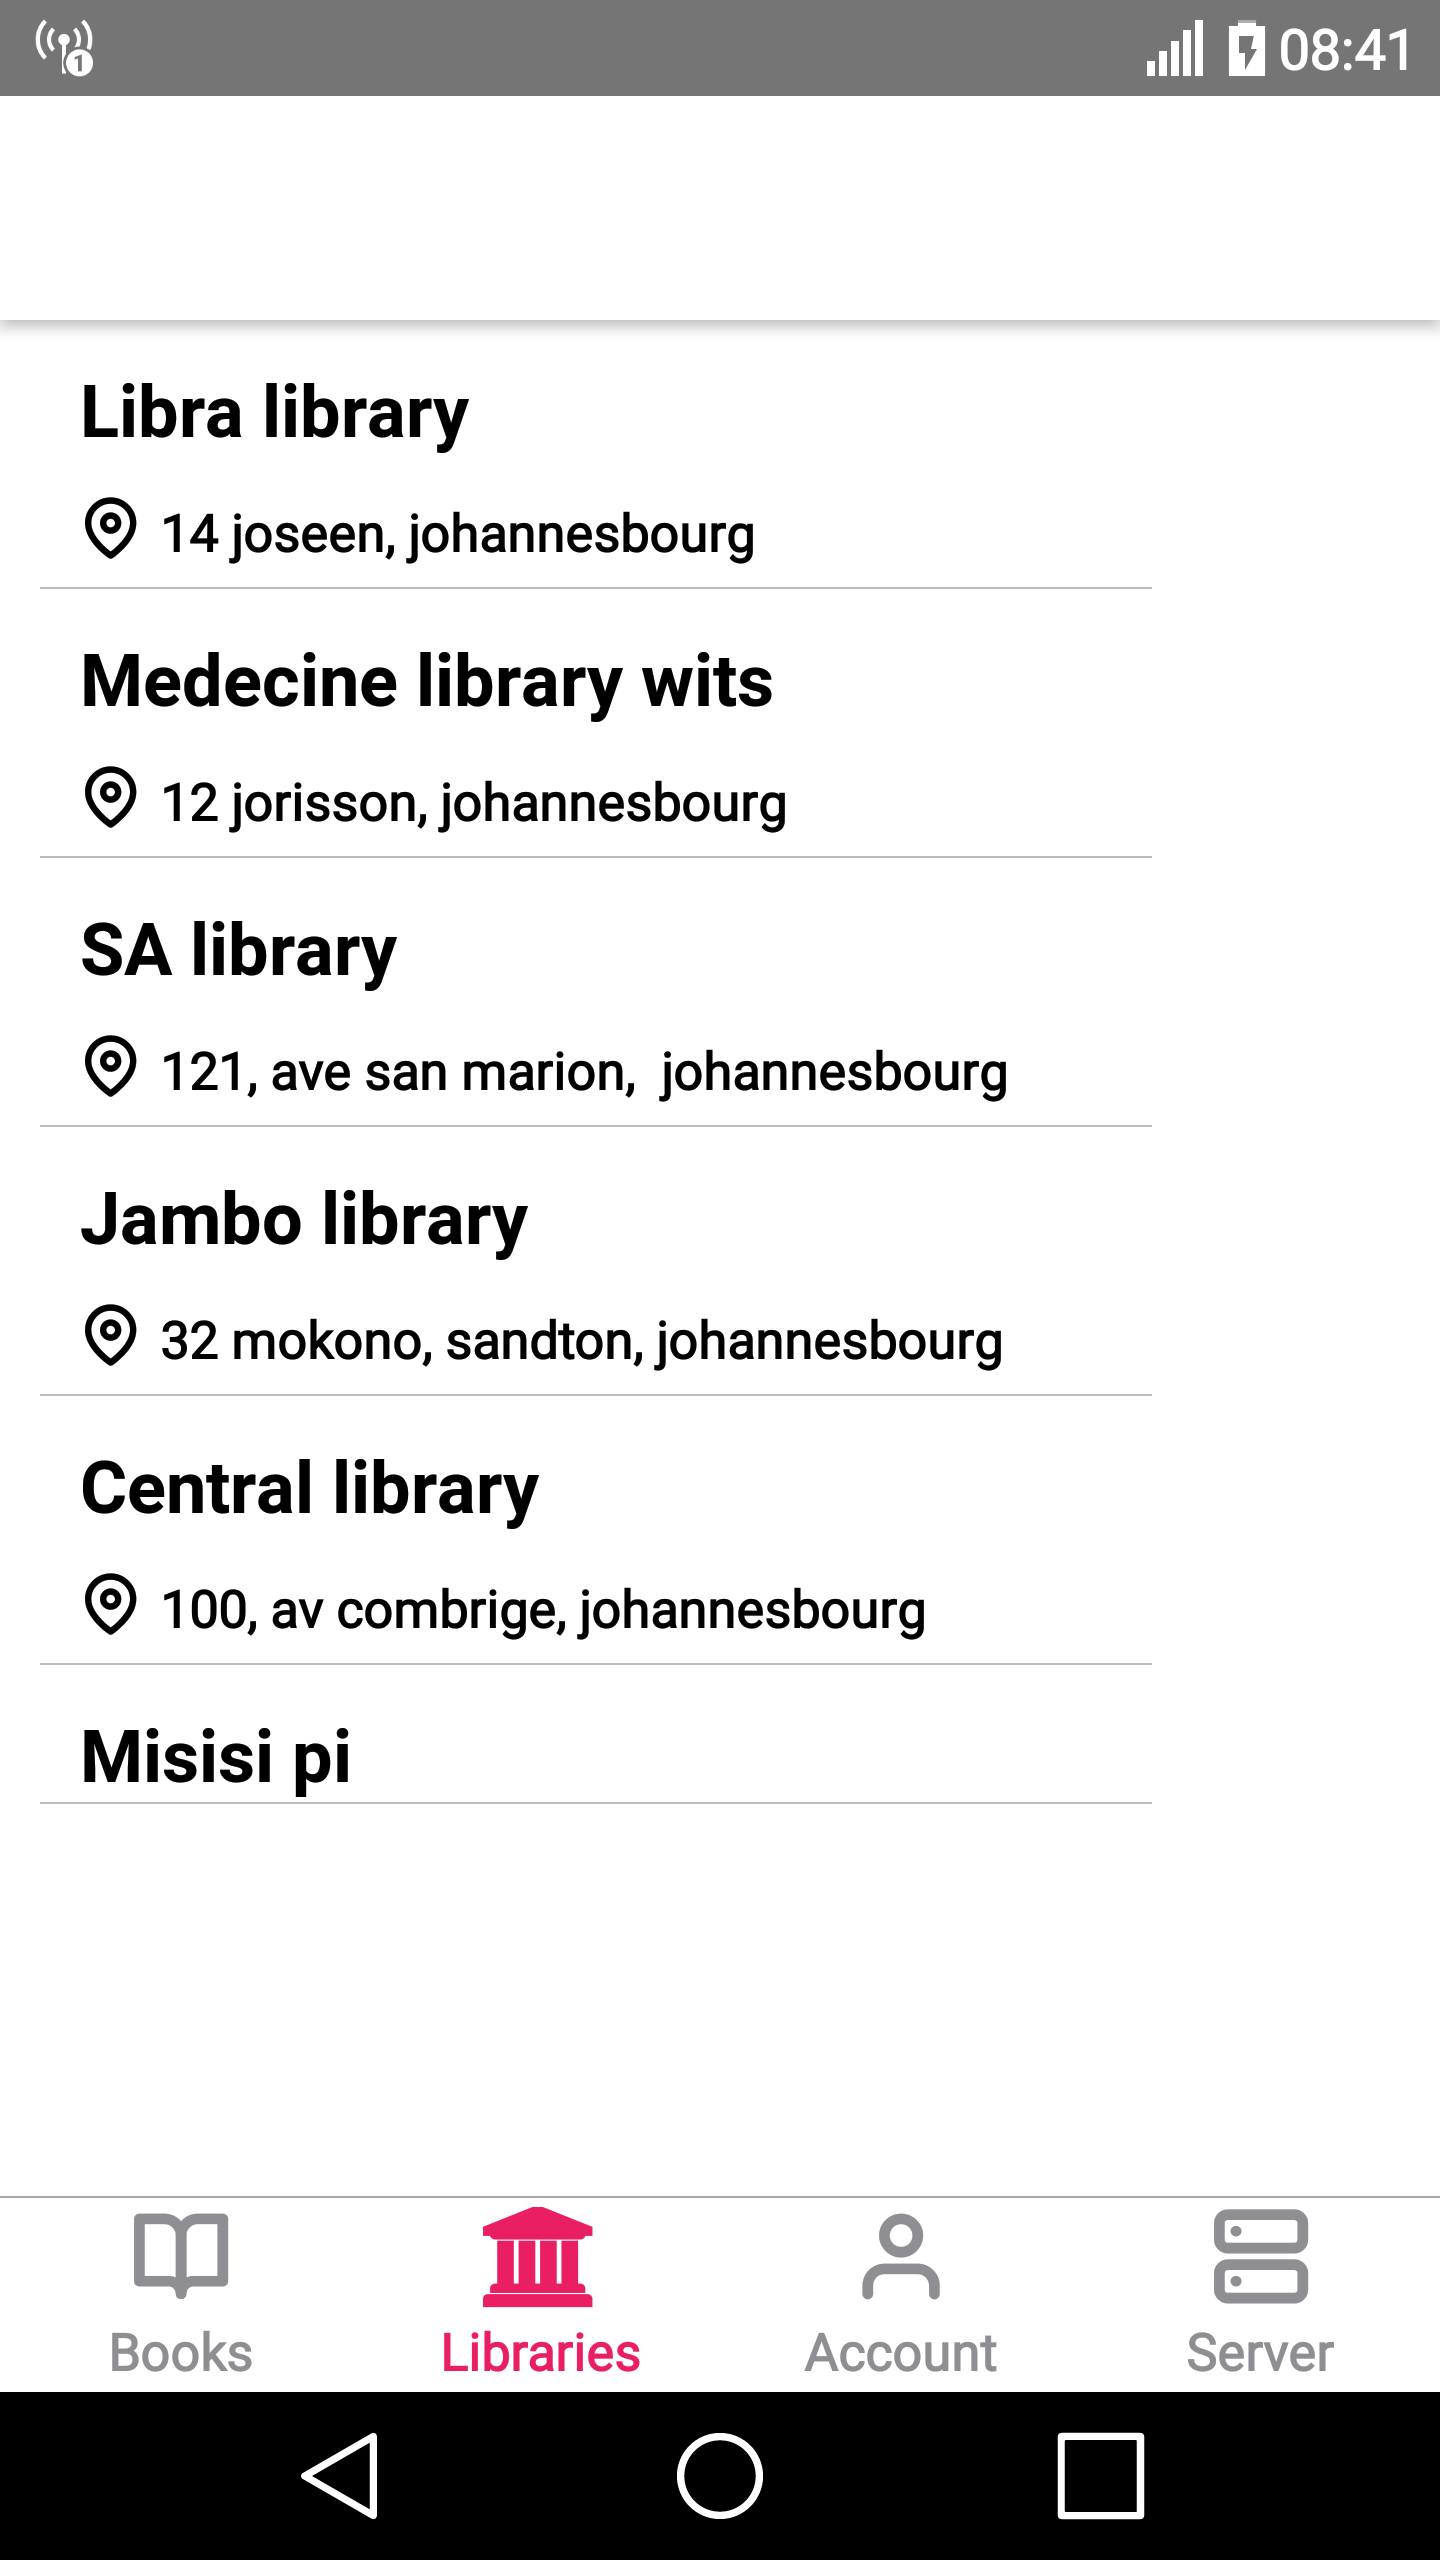 08:41
Libra library
14 joseen, johannesbourg
Medecine library wits
12 jorisson, johannesbourg
SA library
121, ave san marion,  johannesbourg
Jambo library
32 mokono, sandton, johannesbourg
Central library
100, av combrige, johannesbourg
Misisi pi
Books Libraries Account Server